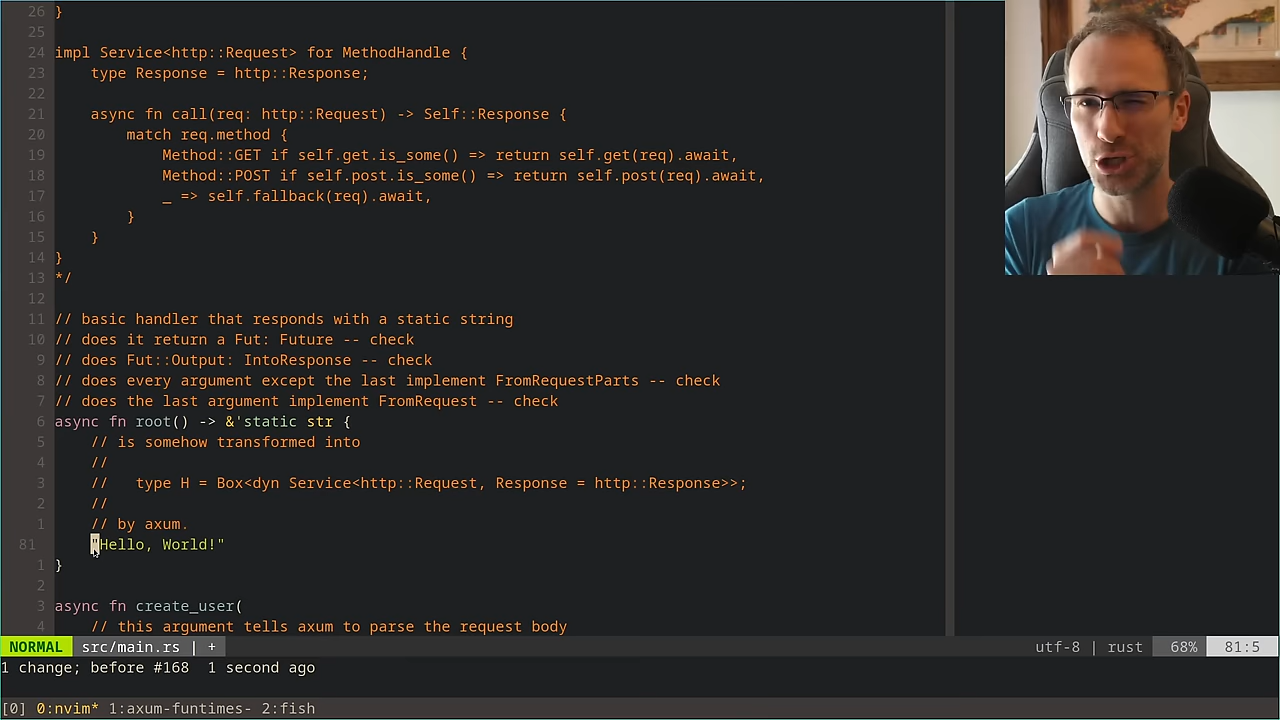 26 }
25
24 impl Service<http::Request> for MethodHandle {
23     type Response = http::Response;
22
21     async fn call(req: http::Request) -> Self::Response {
20         match req.method {
19             Method::GET if self.get.is_some() => return self.get(req).await,
18             Method::POST if self.post.is_some() => return self.post(req).await,
17             _ => self.fallback(req).await,
16         }
15     }
14 }
13 */
12
11 // basic handler that responds with a static string
10 // does it return a Fut: Future -- check
9 // does Fut::Output: IntoResponse -- check
8 // does every argument except the last implement FromRequestParts -- check
7 // does the last argument implement FromRequest -- check
6 async fn root() -> &'static str {
5     // is somehow transformed into
4     //
3     //   type H = Box<dyn Service<http::Request, Response = http::Response>>;
2     //
1     // by axum.
81     "Hello, World!"
1 }
2
3 async fn create_user(
4     // this argument tells axum to parse the request body
NORMAL src/main.rs | + utf-8 | rust 68% 81:5
1 change; before #168  1 second ago
[0] 0:nvim* 1:axum-funtimes- 2:fish